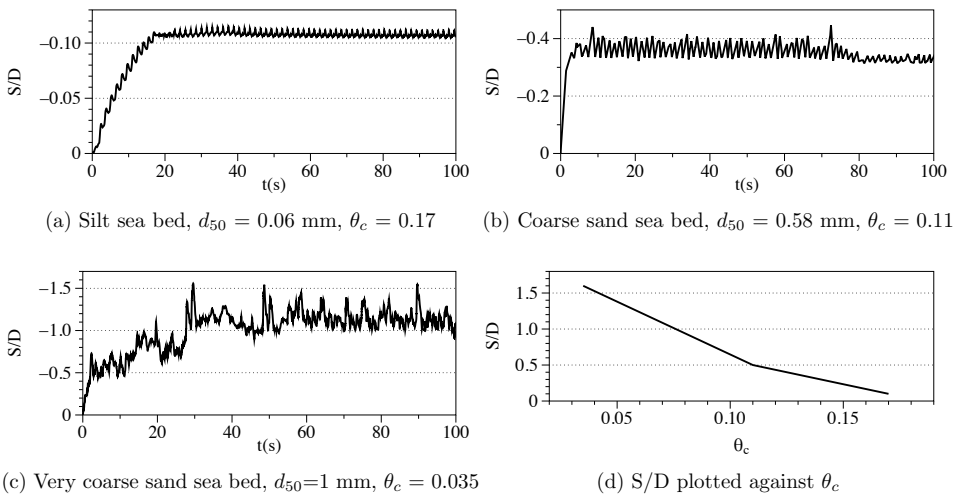 −0.10
−0.05
0
S/D
0 20 40 60 80 100
t(s)
(a) Silt sea bed, d50 = 0.06 mm, θc = 0.17
−0.4
−0.2
0
S/D
0 20 40 60 80 100
t(s)
(b) Coarse sand sea bed, d50 = 0.58 mm, θc = 0.11
−1.5
−1.0
−0.5
0
S/D
0 20 40 60 80 100
t(s)
(c) Very coarse sand sea bed, d50=1 mm, θc = 0.035
1.5
1.0
0.5
0
S/D
0.05 0.10 0.15
θc
(d) S/D plotted against θc